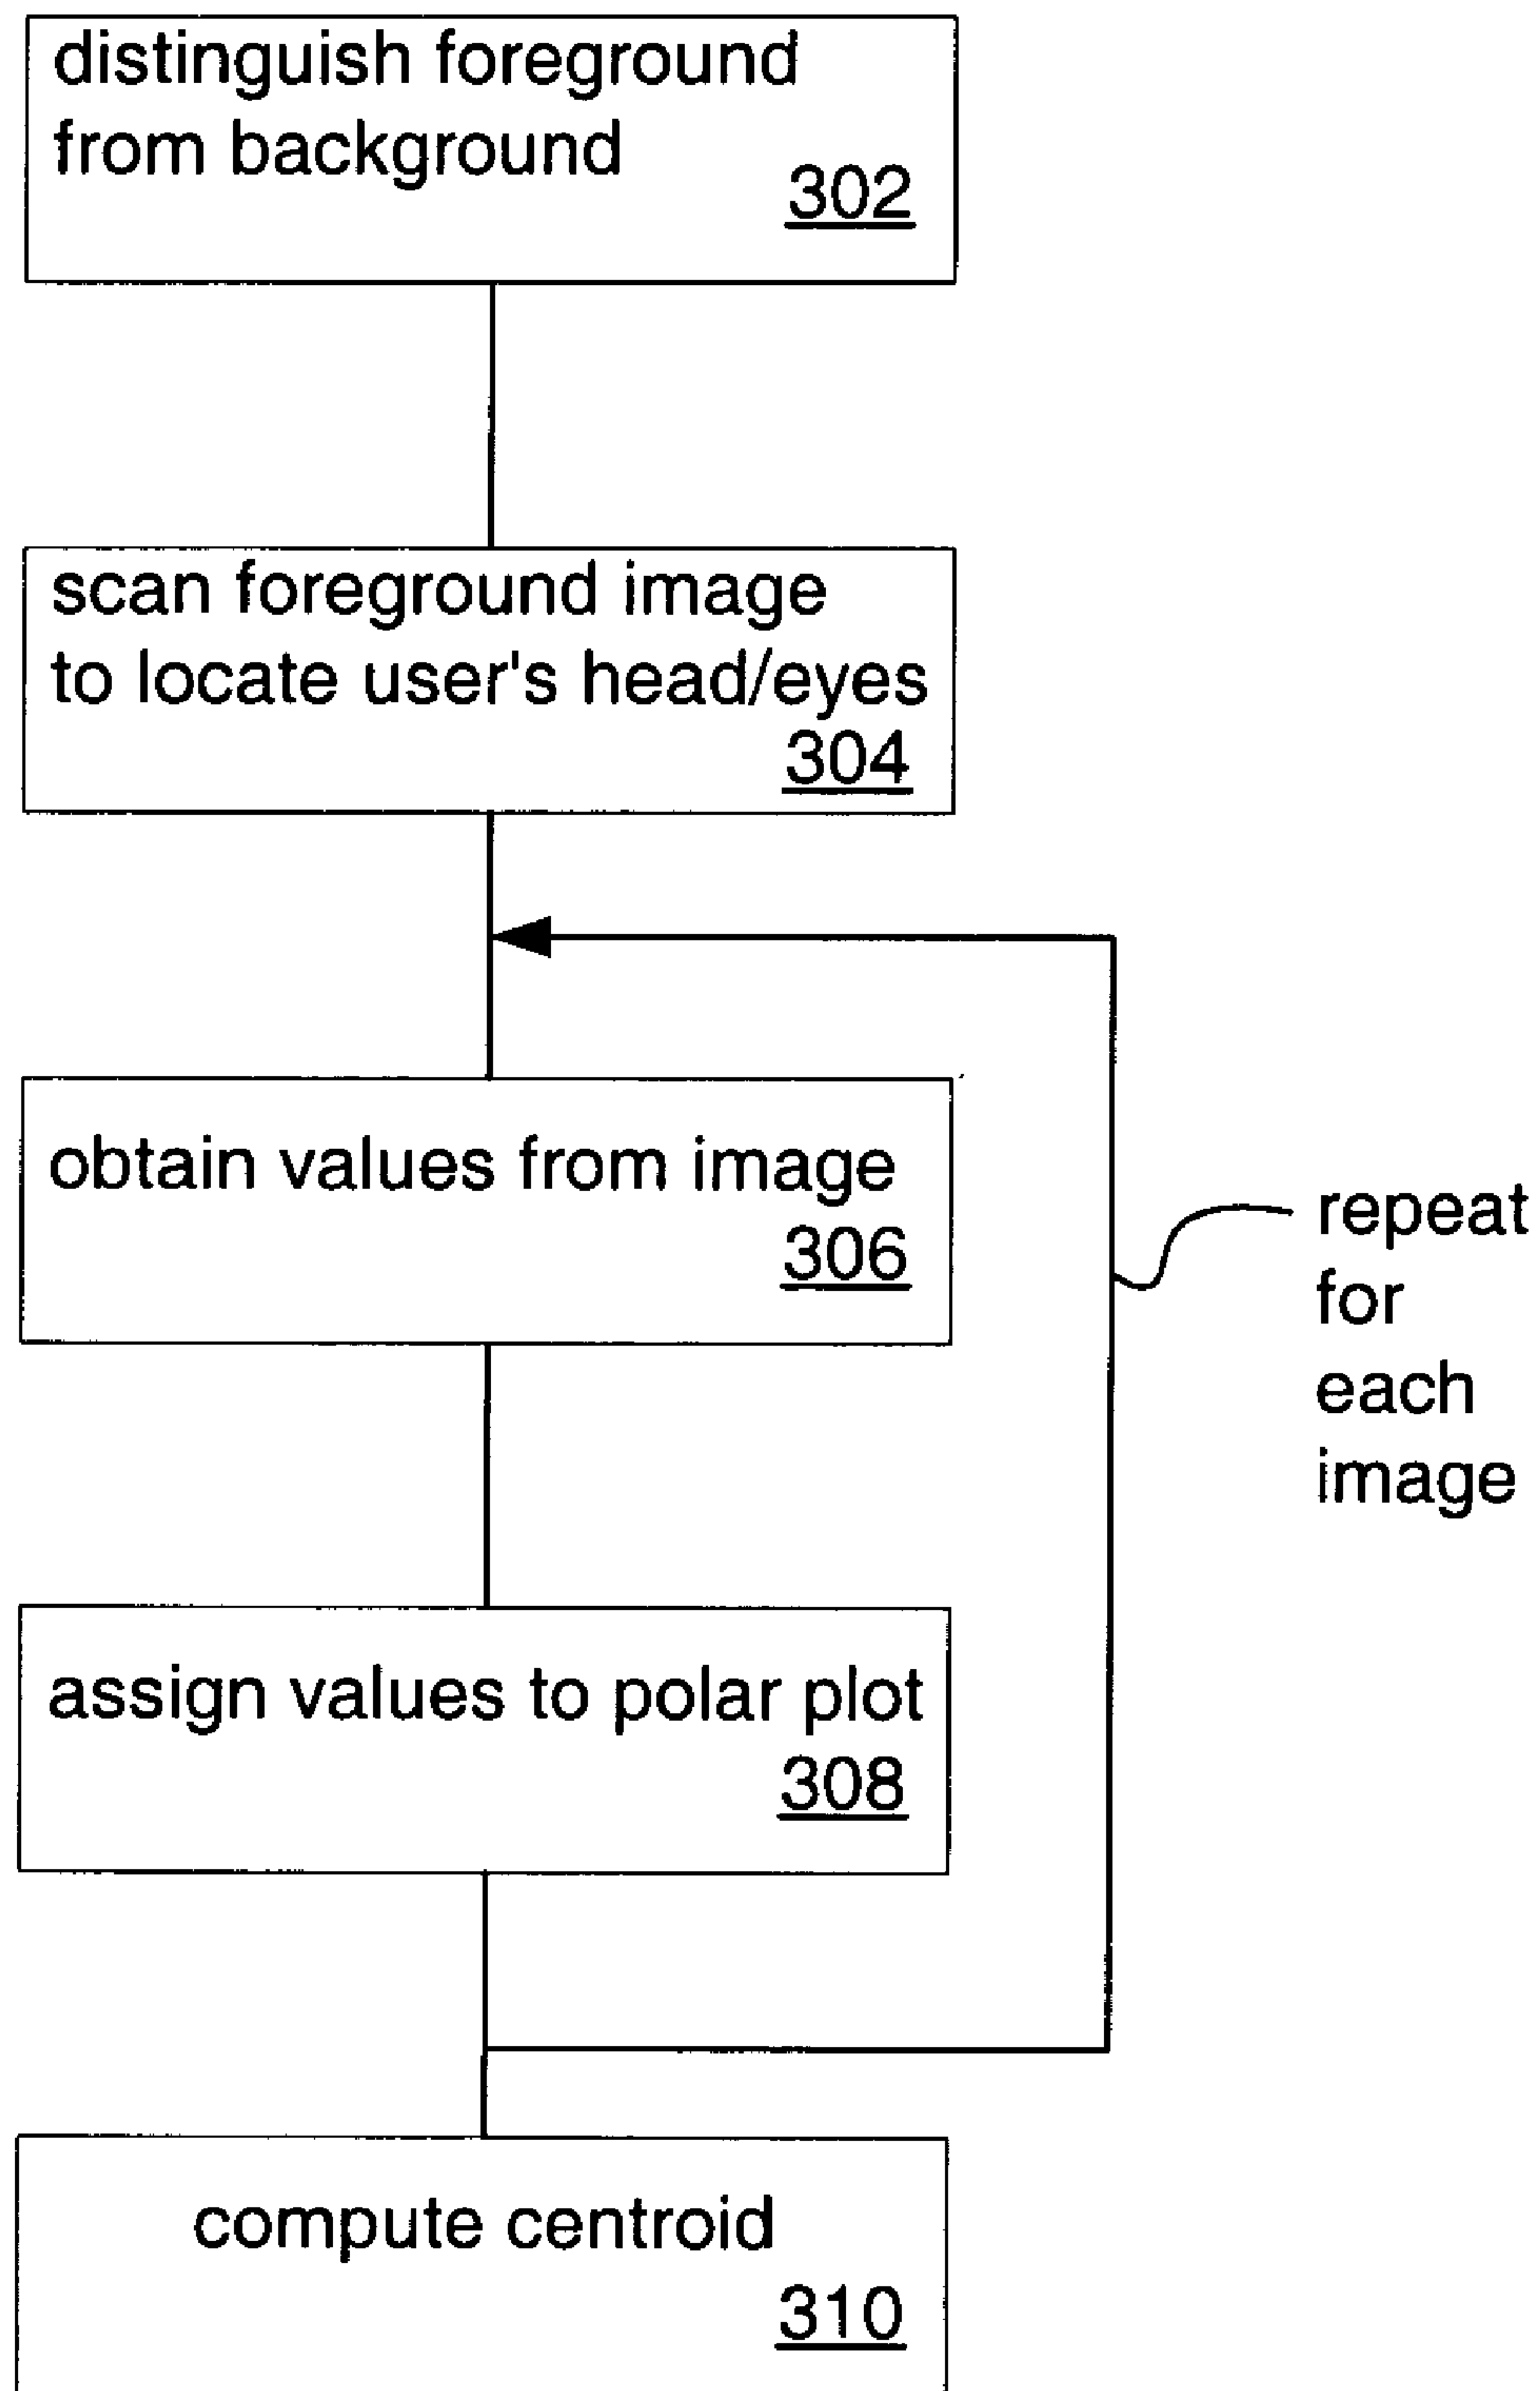 distinguish foreground
from background
302
scan foreground image
to locate user's head/eyes
304
obtain values from image
306
repeat
for
each
image
assign values to polar plot
308
compute centroid
310